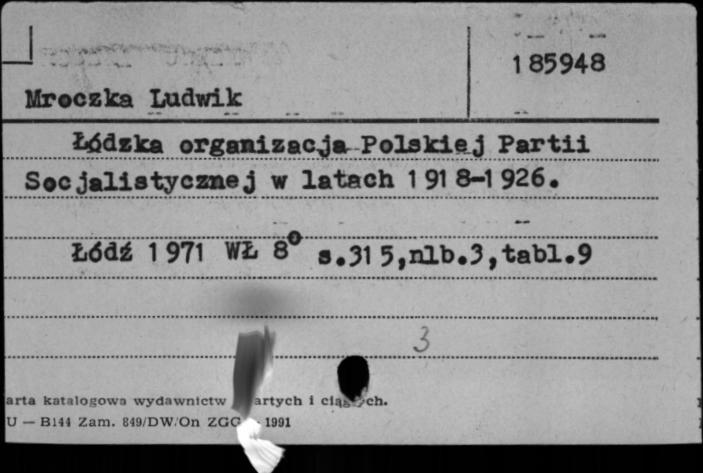 185948
Mroczka Ludwik
Łódzka organizacja Polskiej Partii
Socjalistycznej w latach 1918-1926.
Łódź 1971 WŁ 8° s.315,nlb.3,tabl.9
3
arta katalogowa wydawnictw artych i ciąg ch.
U — B144 Zam. 849/DW/On ZGG 1991